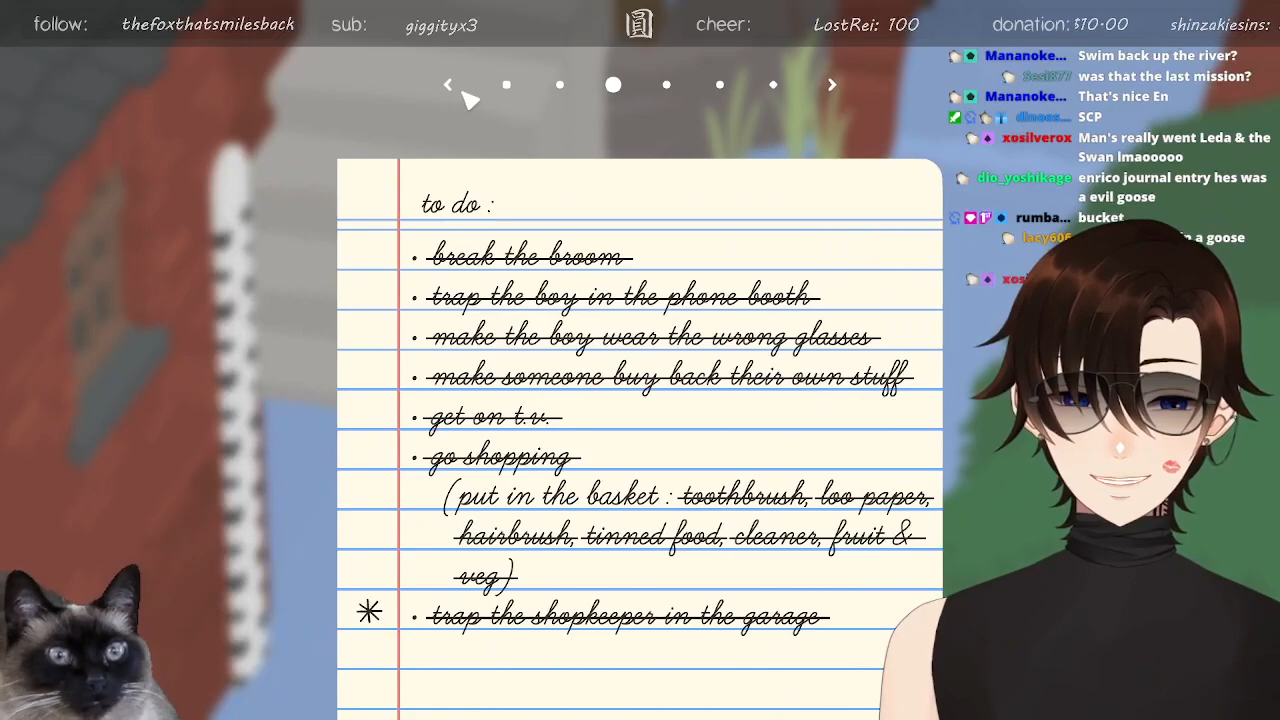 follow: thefoxthatsmilesback sub: giggityx3 圓 cheer: LostRei: 100 donation: $10.00 shinzakiesins:
Mananoke... Swim back up the river?
Sesi877 was that the last mission?
Mananoke... That's nice En
dinoes... SCP
xosilverox Man's really went Leda & the
Swan lmaooooo
dio_yoshikage enrico journal entry hes was
a evil goose
rumba... bucket
lacy606 a goose
to do :
• break the broom
• trap the boy in the phone booth
• make the boy wear the wrong glasses
• make someone buy back their own stuff
• get on t.v.
• go shopping
(put in the basket : toothbrush, loo paper,
hairbrush, tinned food, cleaner, fruit &
veg)
• trap the shopkeeper in the garage